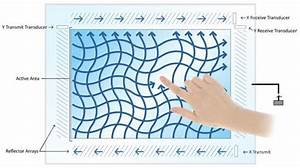 X Receive Transducer
Y Transmit Transducer
Y Receive Transducer
Active Area
Reflector Arrays
X Transmit